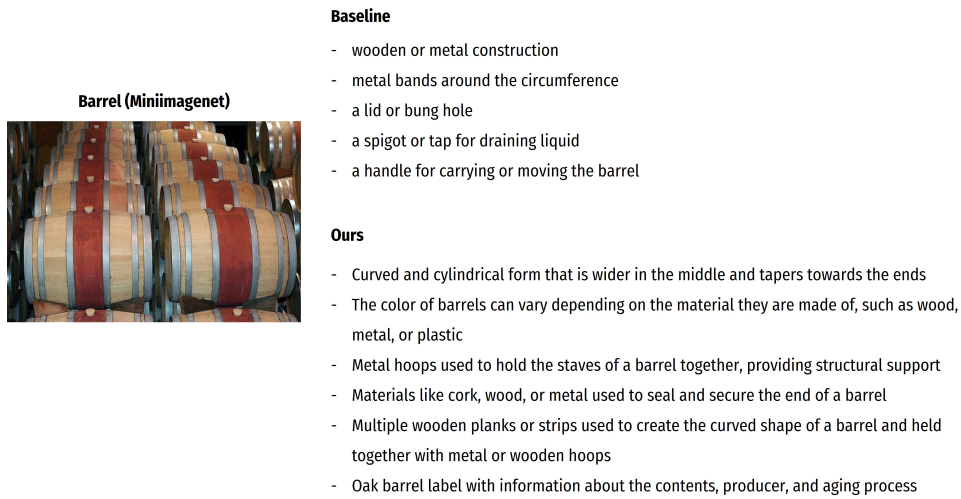 Barrel (Miniimagenet)
Baseline
- wooden or metal construction
- metal bands around the circumference
- a lid or bung hole
- a spigot or tap for draining liquid
- a handle for carrying or moving the barrel
Ours
- Curved and cylindrical form that is wider in the middle and tapers towards the ends
- The color of barrels can vary depending on the material they are made of, such as wood,
metal, or plastic
- Metal hoops used to hold the staves of a barrel together, providing structural support
- Materials like cork, wood, or metal used to seal and secure the end of a barrel
- Multiple wooden planks or strips used to create the curved shape of a barrel and held
together with metal or wooden hoops
- Oak barrel label with information about the contents, producer, and aging process